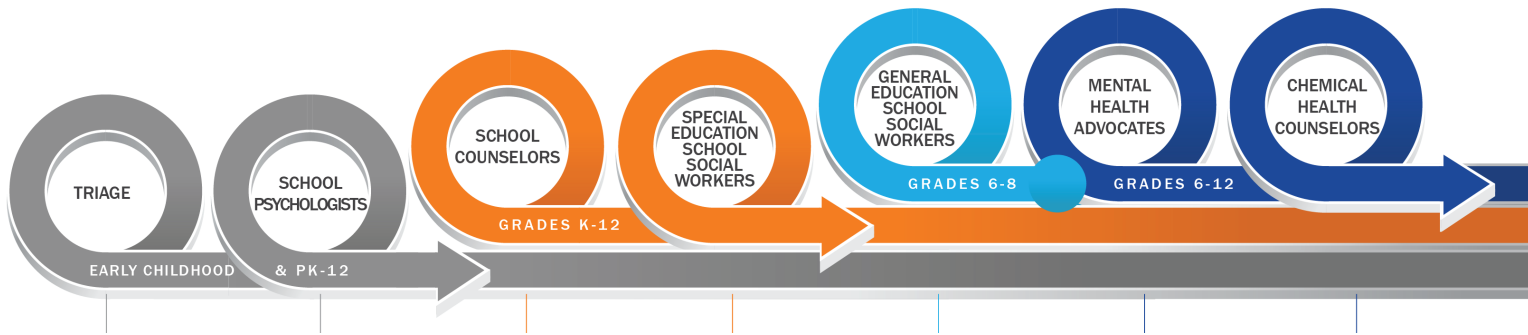 TRIAGE
SCHOOL
PSYCHOLOGISTS
EARLY CHILDHOOD & PK-12
SCHOOL
COUNSELORS
SPECIAL
EDUCATION
SCHOOL
SOCIAL
WORKERS
GRADES K-12
GENERAL
EDUCATION
SCHOOL
SOCIAL
WORKERS
GRADES 6-8
MENTAL
HEALTH
ADVOCATES
CHEMICAL
HEALTH
COUNSELORS
GRADES 6-12